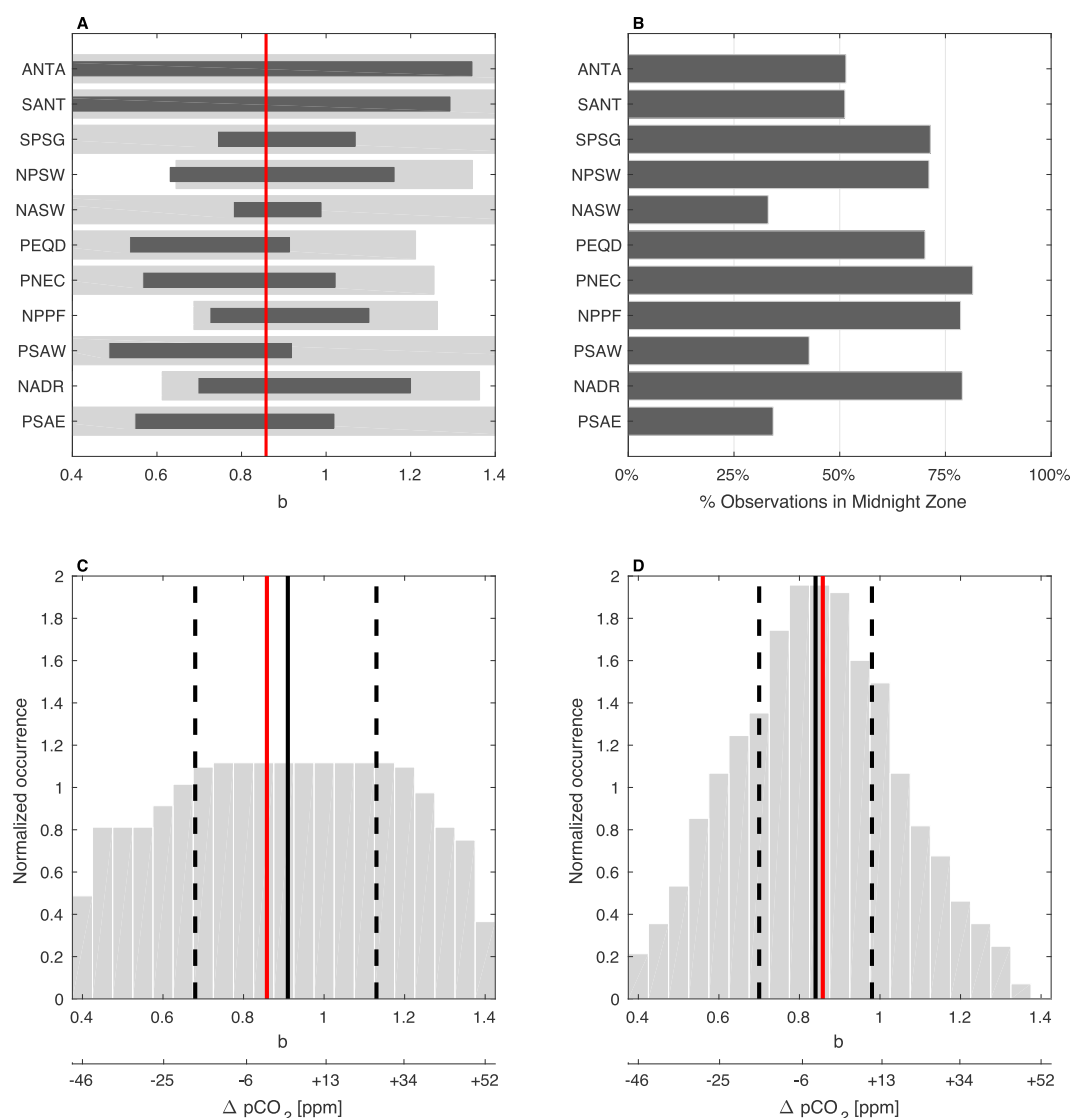 A
ANTA
SANT
SPSG
NPSW
NASW
PEQD
PNEC
NPPF
PSAW
NADR
PSAE
0.4 0.6 0.8 1 1.2 1.4
b
B
ANTA
SANT
SPSG
NPSW
NASW
PEQD
PNEC
NPPF
PSAW
NADR
PSAE
0% 25% 50% 75% 100%
% Observations in Midnight Zone
C
Normalized occurrence
2
1.8
1.6
1.4
1.2
1
0.8
0.6
0.4
0.2
0
0.4 0.6 0.8 1 1.2 1.4
b
-46 -25 -6 +13 +34 +52
Δ pCO2 [ppm]
D
Normalized occurrence
2
1.8
1.6
1.4
1.2
1
0.8
0.6
0.4
0.2
0
0.4 0.6 0.8 1 1.2 1.4
b
-46 -25 -6 +13 +34 +52
Δ pCO2 [ppm]